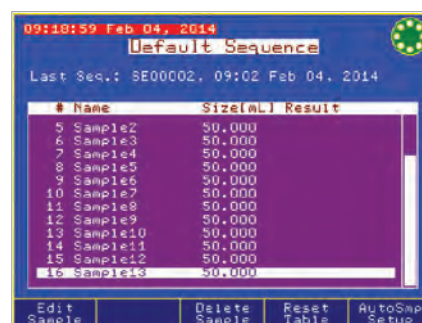 09:18:59 Feb 04, 2014
Default Sequence
Last Seq.: SE00002, 09:02 Feb 04, 2014
# Name Size[mL] Result
5 Sample2 50.000
6 Sample3 50.000
7 Sample4 50.000
8 Sample5 50.000
9 Sample6 50.000
10 Sample7 50.000
11 Sample8 50.000
12 Sample9 50.000
13 Sample10 50.000
14 Sample11 50.000
15 Sample12 50.000
16 Sample13 50.000
Edit Delete Reset AutoSmp
Sample Sample Table Setup